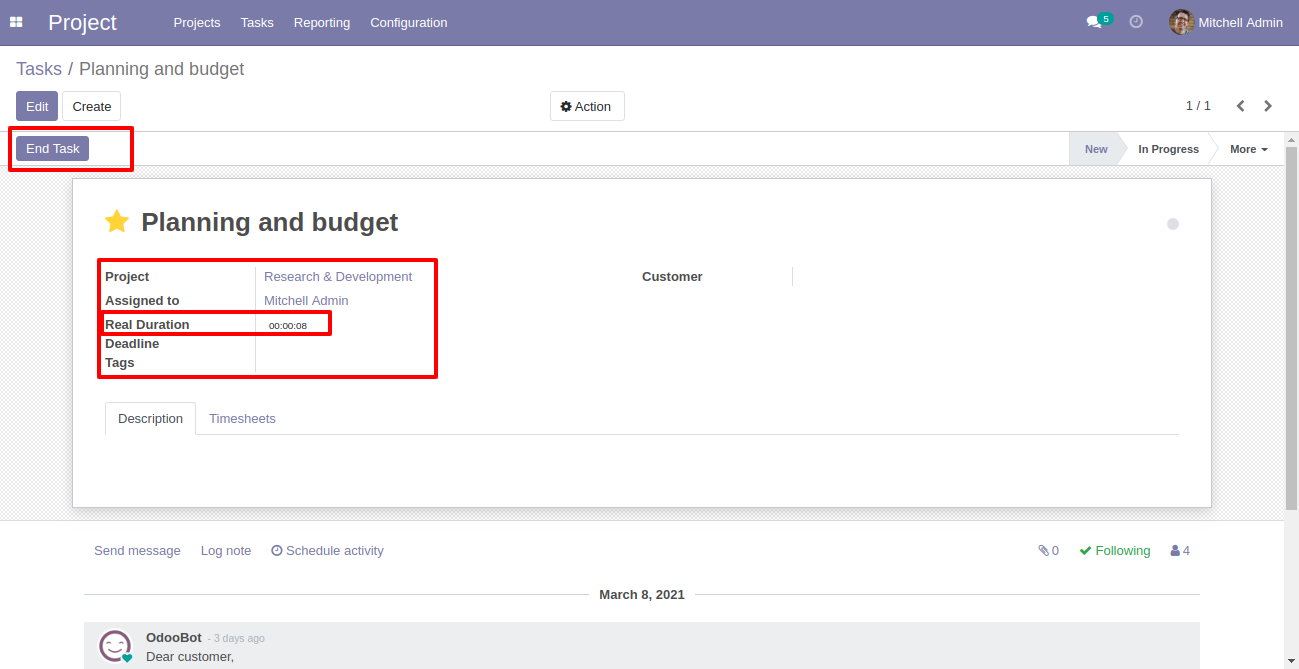 Project Projects Tasks Reporting Configuration 5 Mitchell Admin
Tasks / Planning and budget
Edit Create Action 1 / 1
End Task New In Progress More
Planning and budget
Project Research & Development Customer
Assigned to Mitchell Admin
Real Duration 00:00:08
Deadline
Tags
Description Timesheets
Send message Log note Schedule activity 0 Following 4
March 8, 2021
OdooBot - 3 days ago
Dear customer,